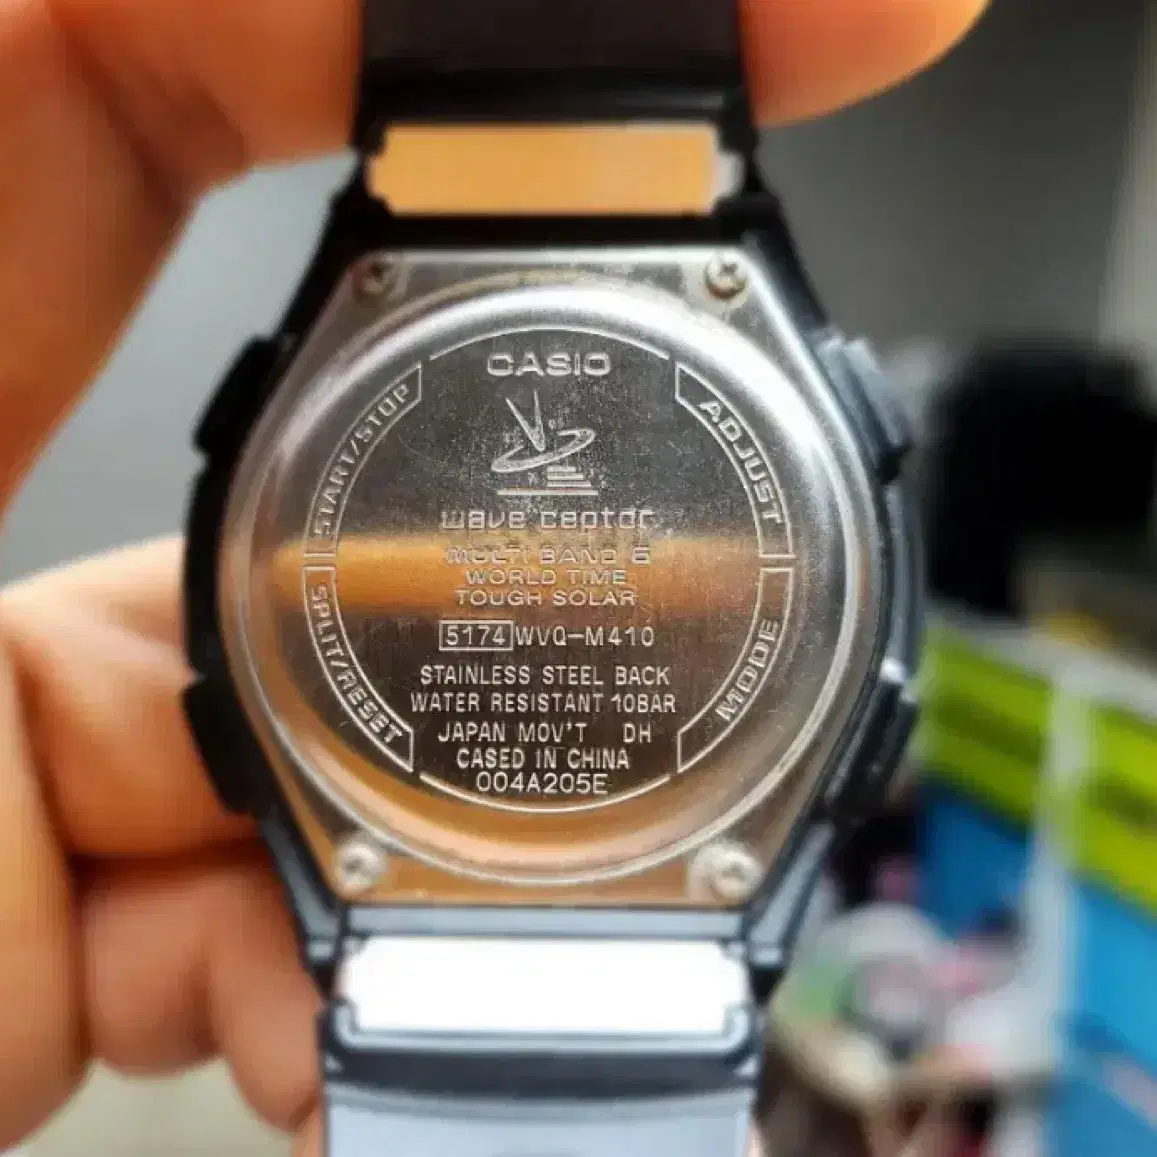 CASIO
START/STOP
ADJUST
wave ceptor
MULTI BAND 6
WORLD TIME
TOUGH SOLAR
5174 WVQ-M410
SPLIT/RESET
MODE
STAINLESS STEEL BACK
WATER RESISTANT 10BAR
JAPAN MOV'T DH
CASED IN CHINA
004A205E